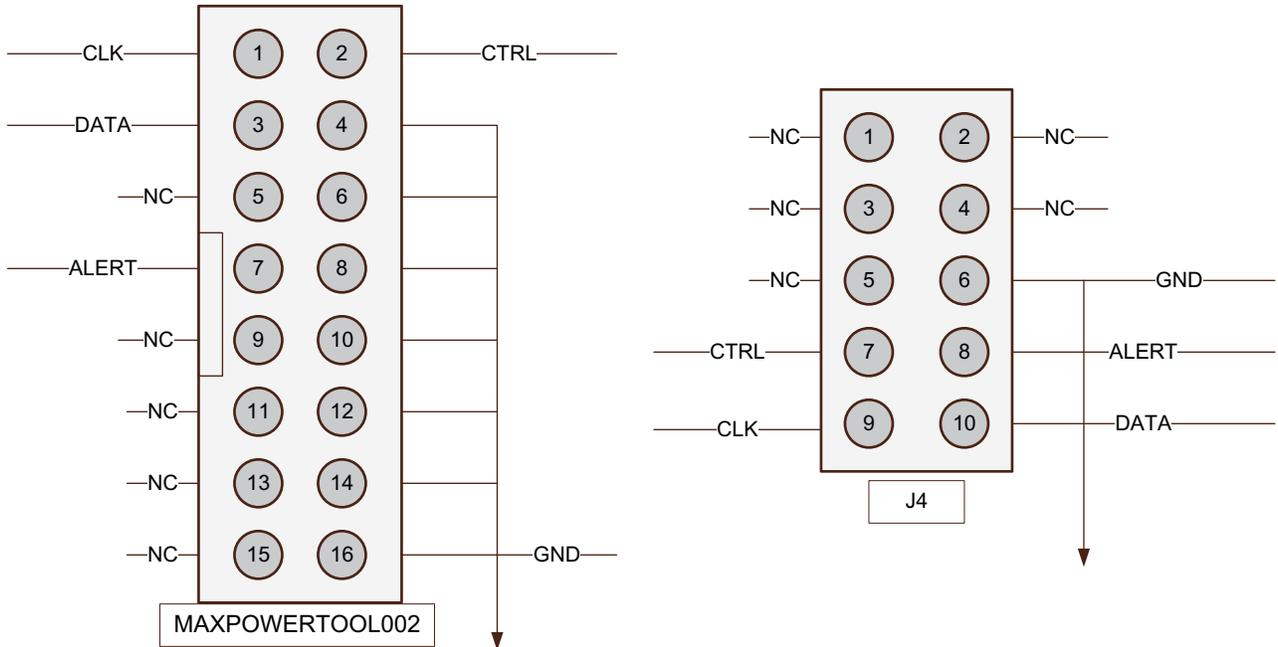 CLK 1 2 CTRL
DATA 3 4
NC 5 6
ALERT 7 8
NC 9 10
NC 11 12
NC 13 14
NC 15 16 GND
MAXPOWERTOOL002
NC 1 2 NC
NC 3 4 NC
NC 5 6 GND
CTRL 7 8 ALERT
CLK 9 10 DATA
J4